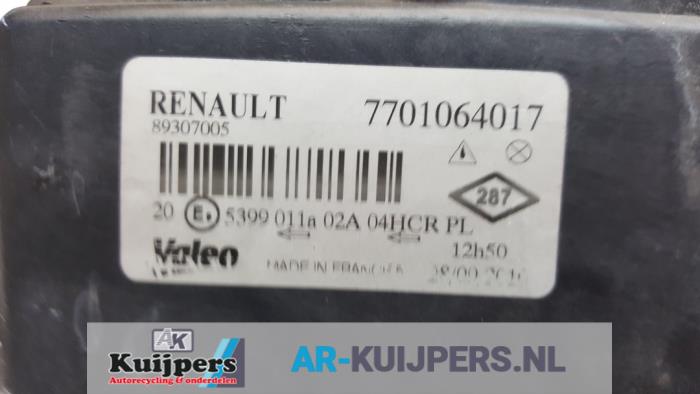 RENAULT 7701064017
89307005
287
20 E 5399 011a 02A 04HCR PL
12h50
Valeo MADE IN
AK
Kuijpers
Autorecycling & onderdelen
AR-KUIJPERS.NL